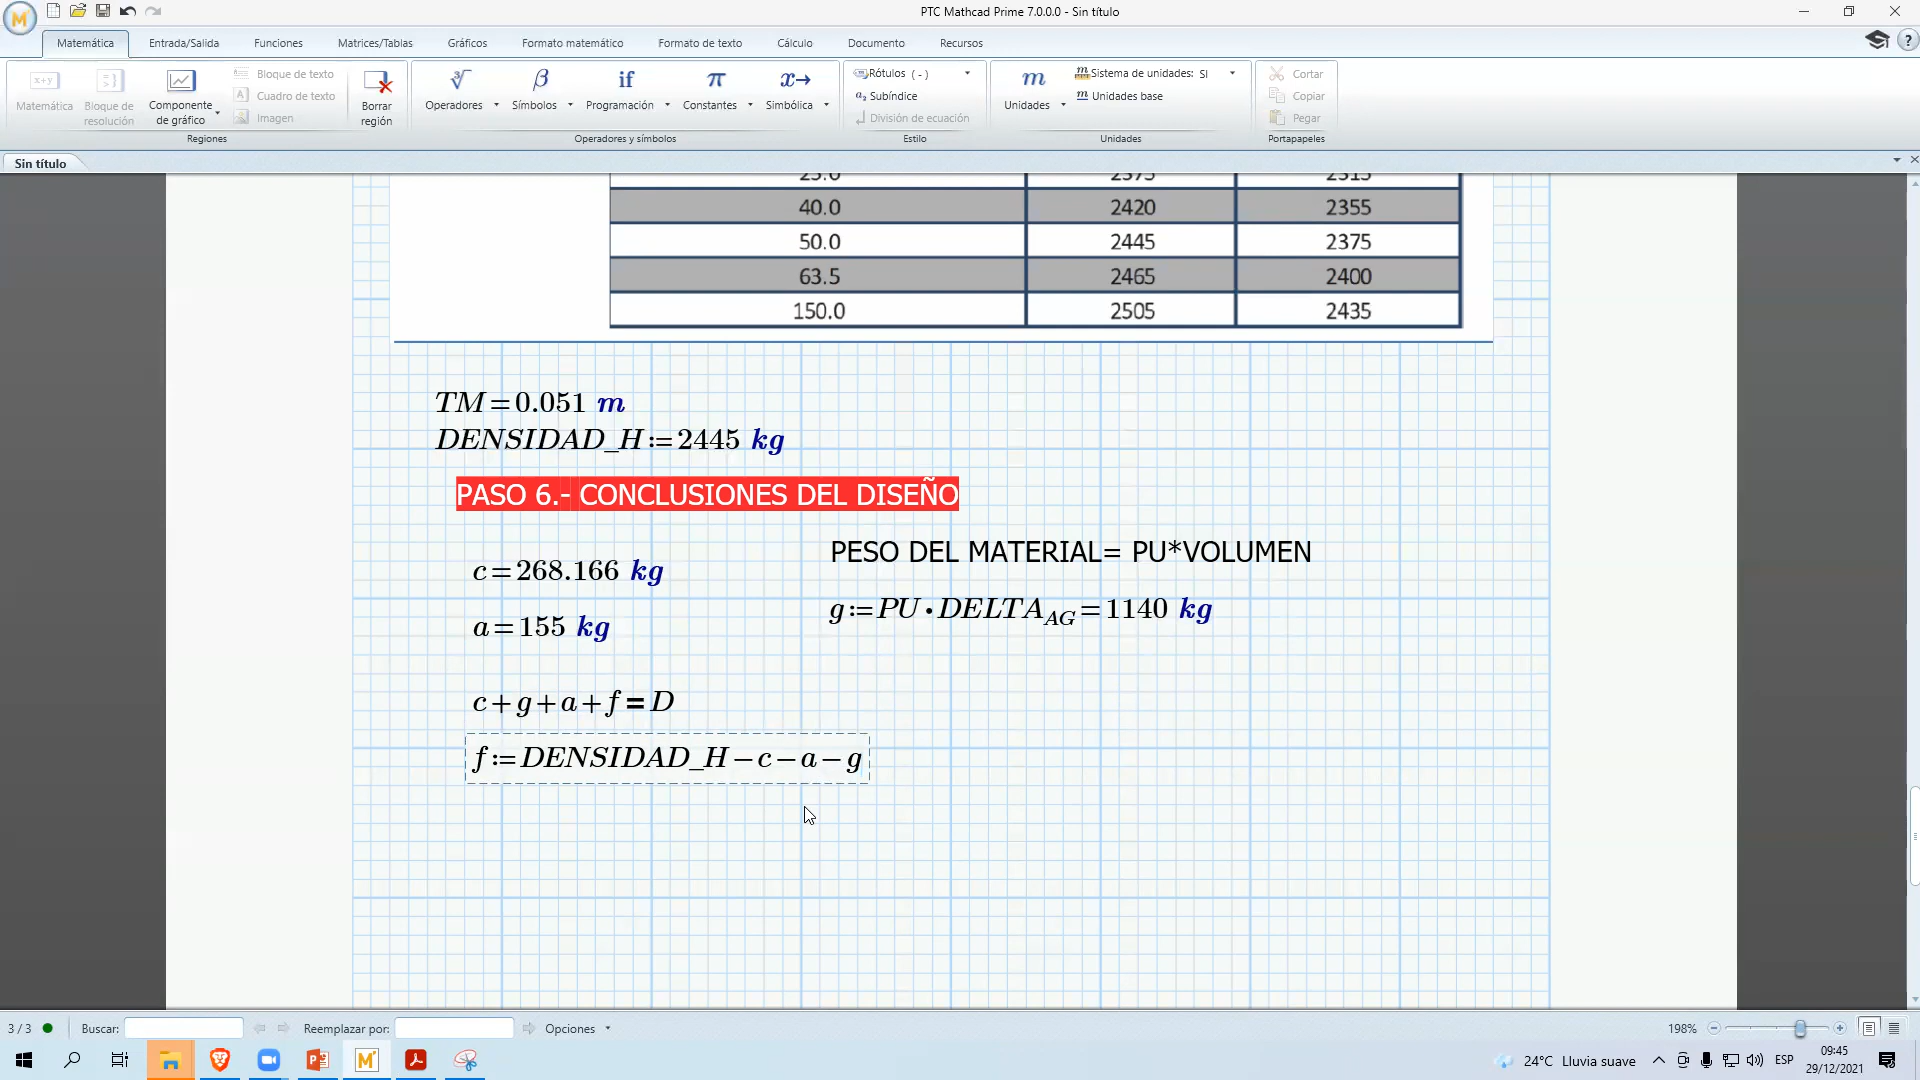 PTC Mathcad Prime 7.0.0.0 - Sin título
Matemática Entrada/Salida Funciones Matrices/Tablas Gráficos Formato matemático Formato de texto Cálculo Documento Recursos
Matemática
Bloque de resolución
Componente de gráfico
Bloque de texto
Cuadro de texto
Imagen
Borrar región
Regiones
Operadores
Símbolos
Programación
Constantes
Simbólica
Operadores y símbolos
Rótulos (-)
Subíndice
División de ecuación
Estilo
Unidades
Sistema de unidades: SI
Unidades base
Unidades
Cortar
Copiar
Pegar
Portapapeles
Sin título
25.0 2375 2315
40.0 2420 2355
50.0 2445 2375
63.5 2465 2400
150.0 2505 2435
TM=0.051 m
DENSIDAD_H:=2445 kg
PASO 6.- CONCLUSIONES DEL DISEÑO
PESO DEL MATERIAL= PU*VOLUMEN
c=268.166 kg
g:=PU•DELTA_AG=1140 kg
a=155 kg
c+g+a+f=D
f:=DENSIDAD_H−c−a−g
3 / 3 Buscar: Reemplazar por: Opciones 198%
24°C Lluvia suave ESP 09:45
29/12/2021